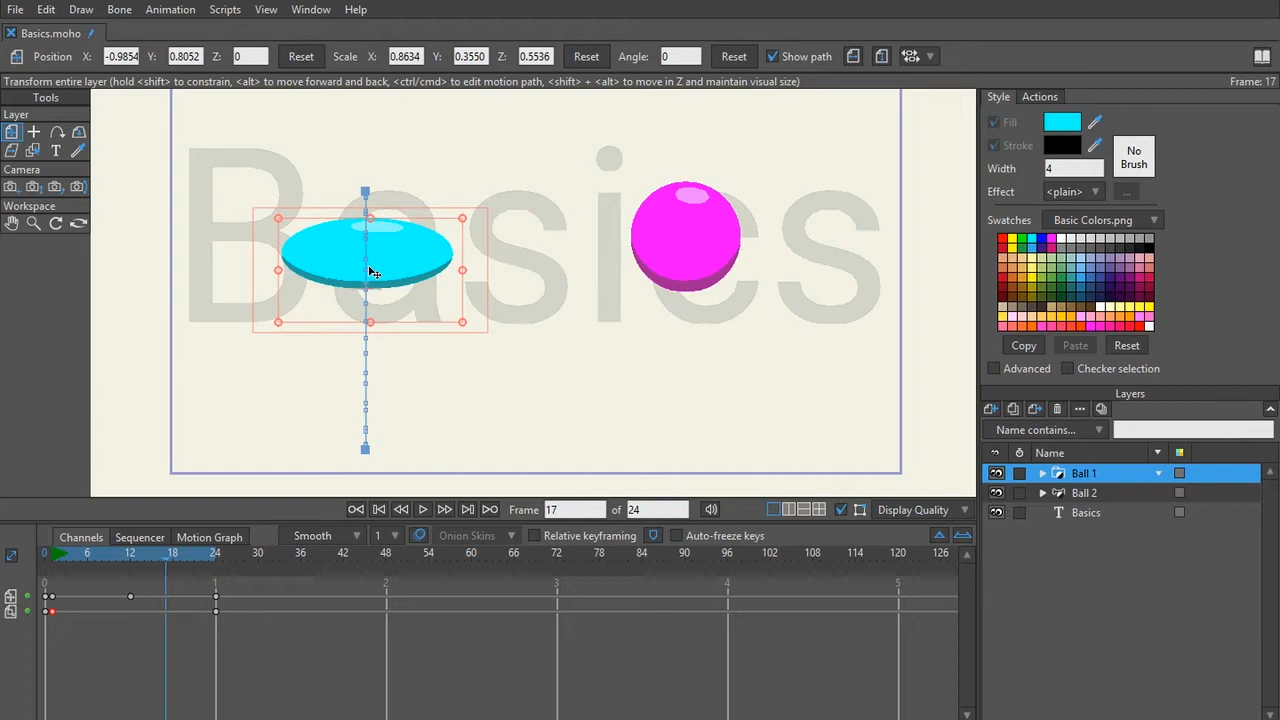 File Edit Draw Bone Animation Scripts View Window Help
Basics.moho
Position X: -0.9854 Y: 0.8052 Z: 0 Reset Scale X: 0.8634 Y: 0.3550 Z: 0.5536 Reset Angle: 0 Reset Show path
Transform entire layer (hold <shift> to constrain, <alt> to move forward and back, <ctrl/cmd> to edit motion path, <shift> + <alt> to move in Z and maintain visual size) Frame: 17
Tools
Layer
T
Camera
Workspace
Basics
Style Actions
Fill
Stroke
No
Brush
Width 4
Effect <plain> ...
Swatches Basic Colors.png
Copy Paste Reset
Advanced Checker selection
Layers
Name contains...
Name
Ball 1
Ball 2
T Basics
Frame 17 of 24 Display Quality
Channels Sequencer Motion Graph Smooth 1 Onion Skins Relative keyframing Auto-freeze keys
0 6 12 18 24 30 36 42 48 54 60 66 72 78 84 90 96 102 108 114 120 126
0 1 2 3 4 5